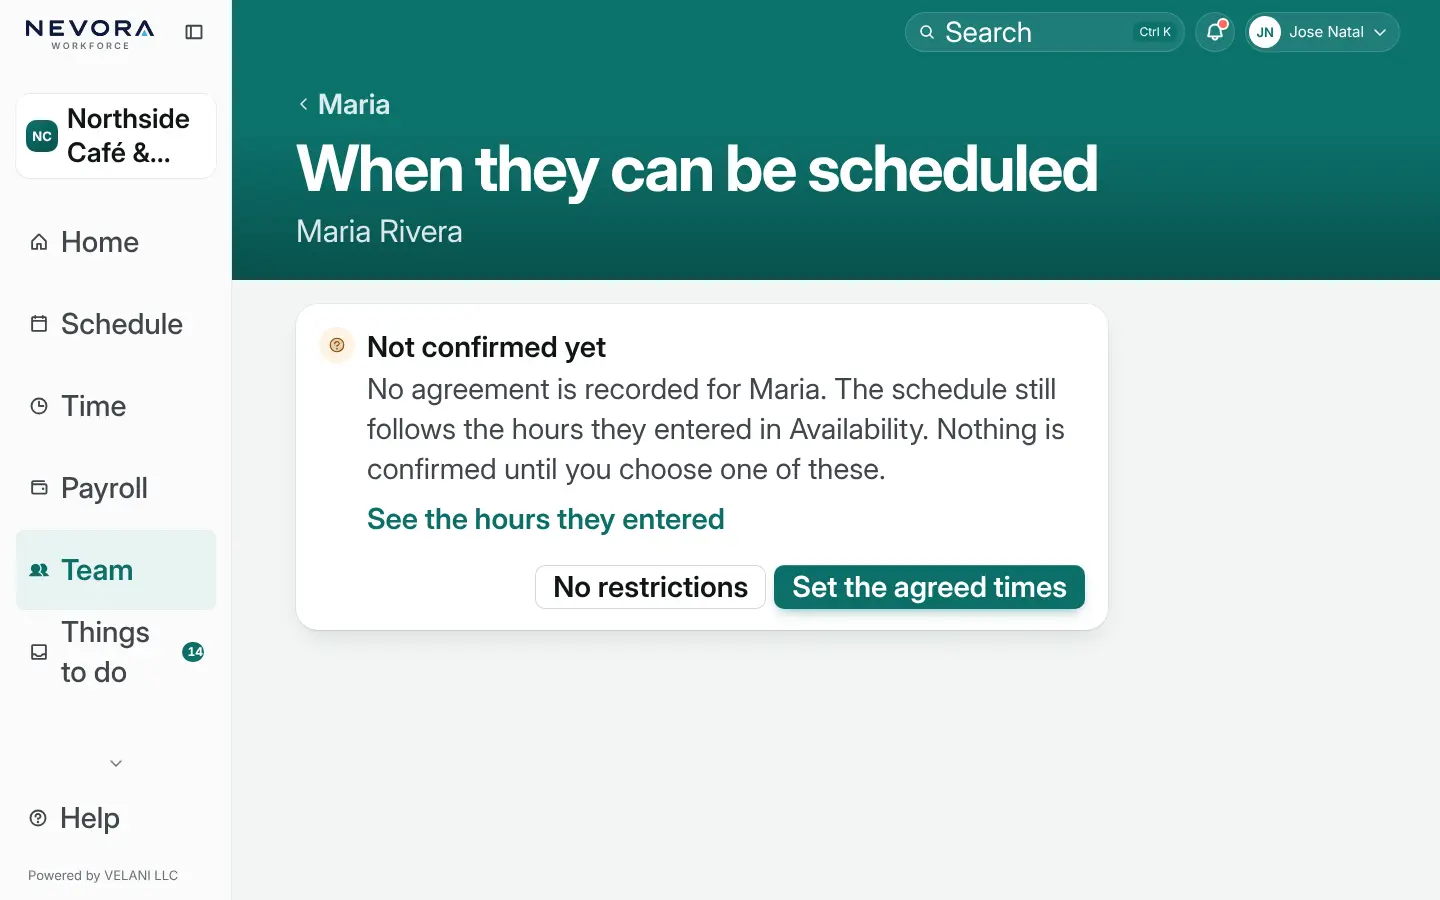 NEVORA
WORKFORCE
Search
Ctrl K
JN
Jose Natal
NC
Northside
Café &...
Home
Schedule
Time
Payroll
Team
Things
to do
14
Help
Powered by VELANI LLC
Maria
When they can be scheduled
Maria Rivera
Not confirmed yet
No agreement is recorded for Maria. The schedule still
follows the hours they entered in Availability. Nothing is
confirmed until you choose one of these.
See the hours they entered
No restrictions
Set the agreed times